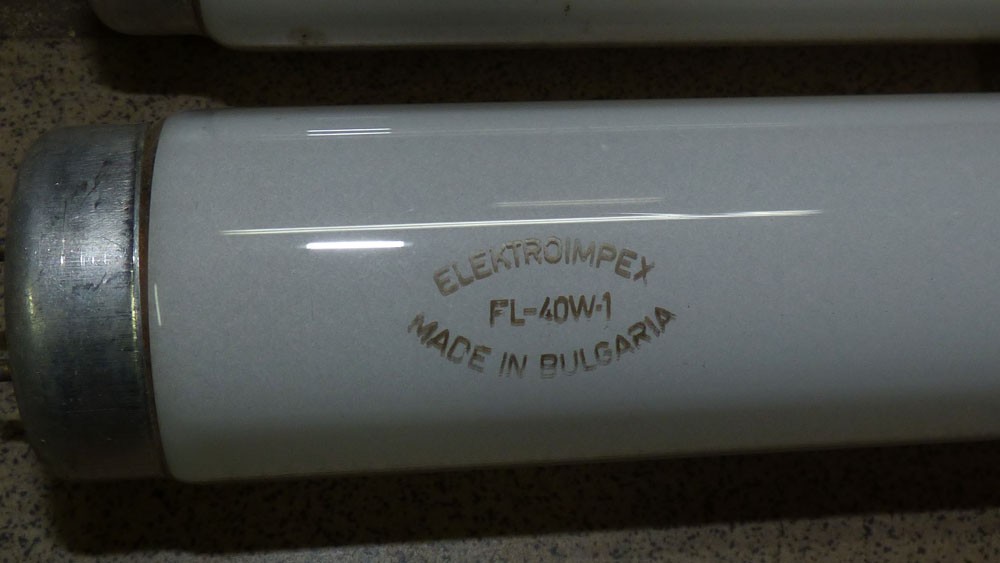 ELEKTROIMPEX
FL-40W·1
MADE IN BULGARIA